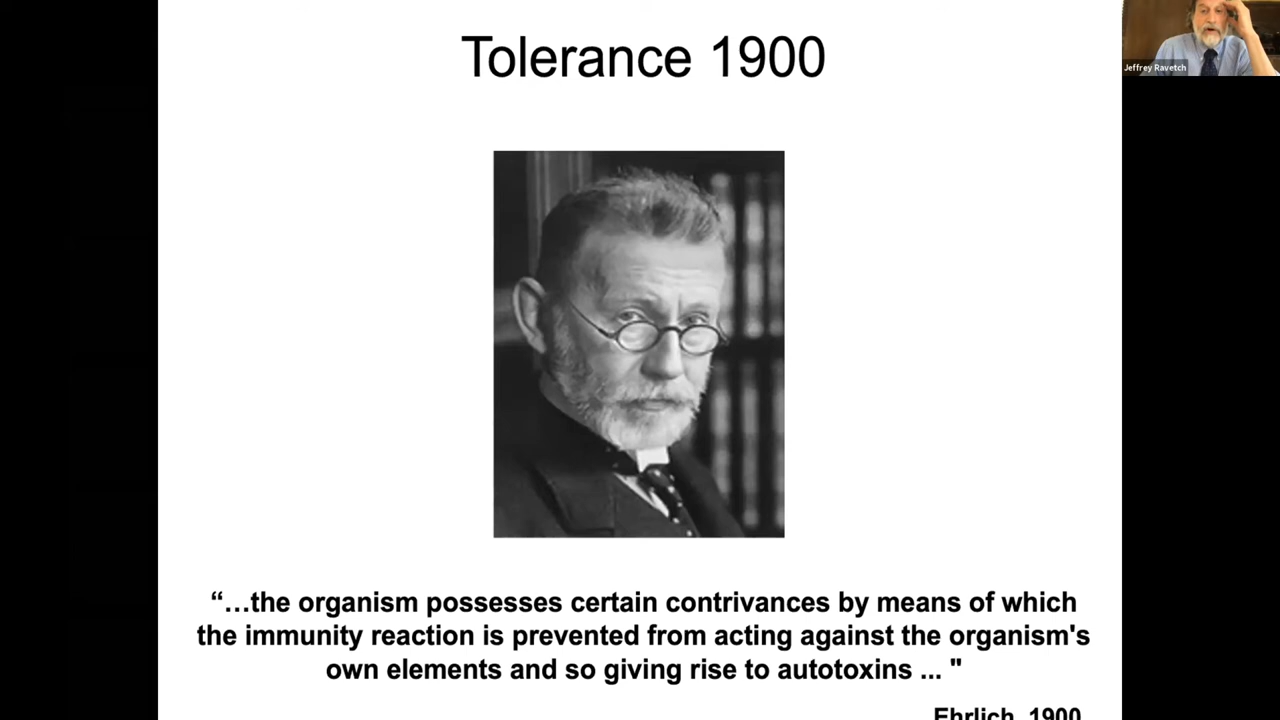 Tolerance 1900
Jeffrey Ravetch
“…the organism possesses certain contrivances by means of which
the immunity reaction is prevented from acting against the organism's
own elements and so giving rise to autotoxins ... "
Ehrlich, 1900